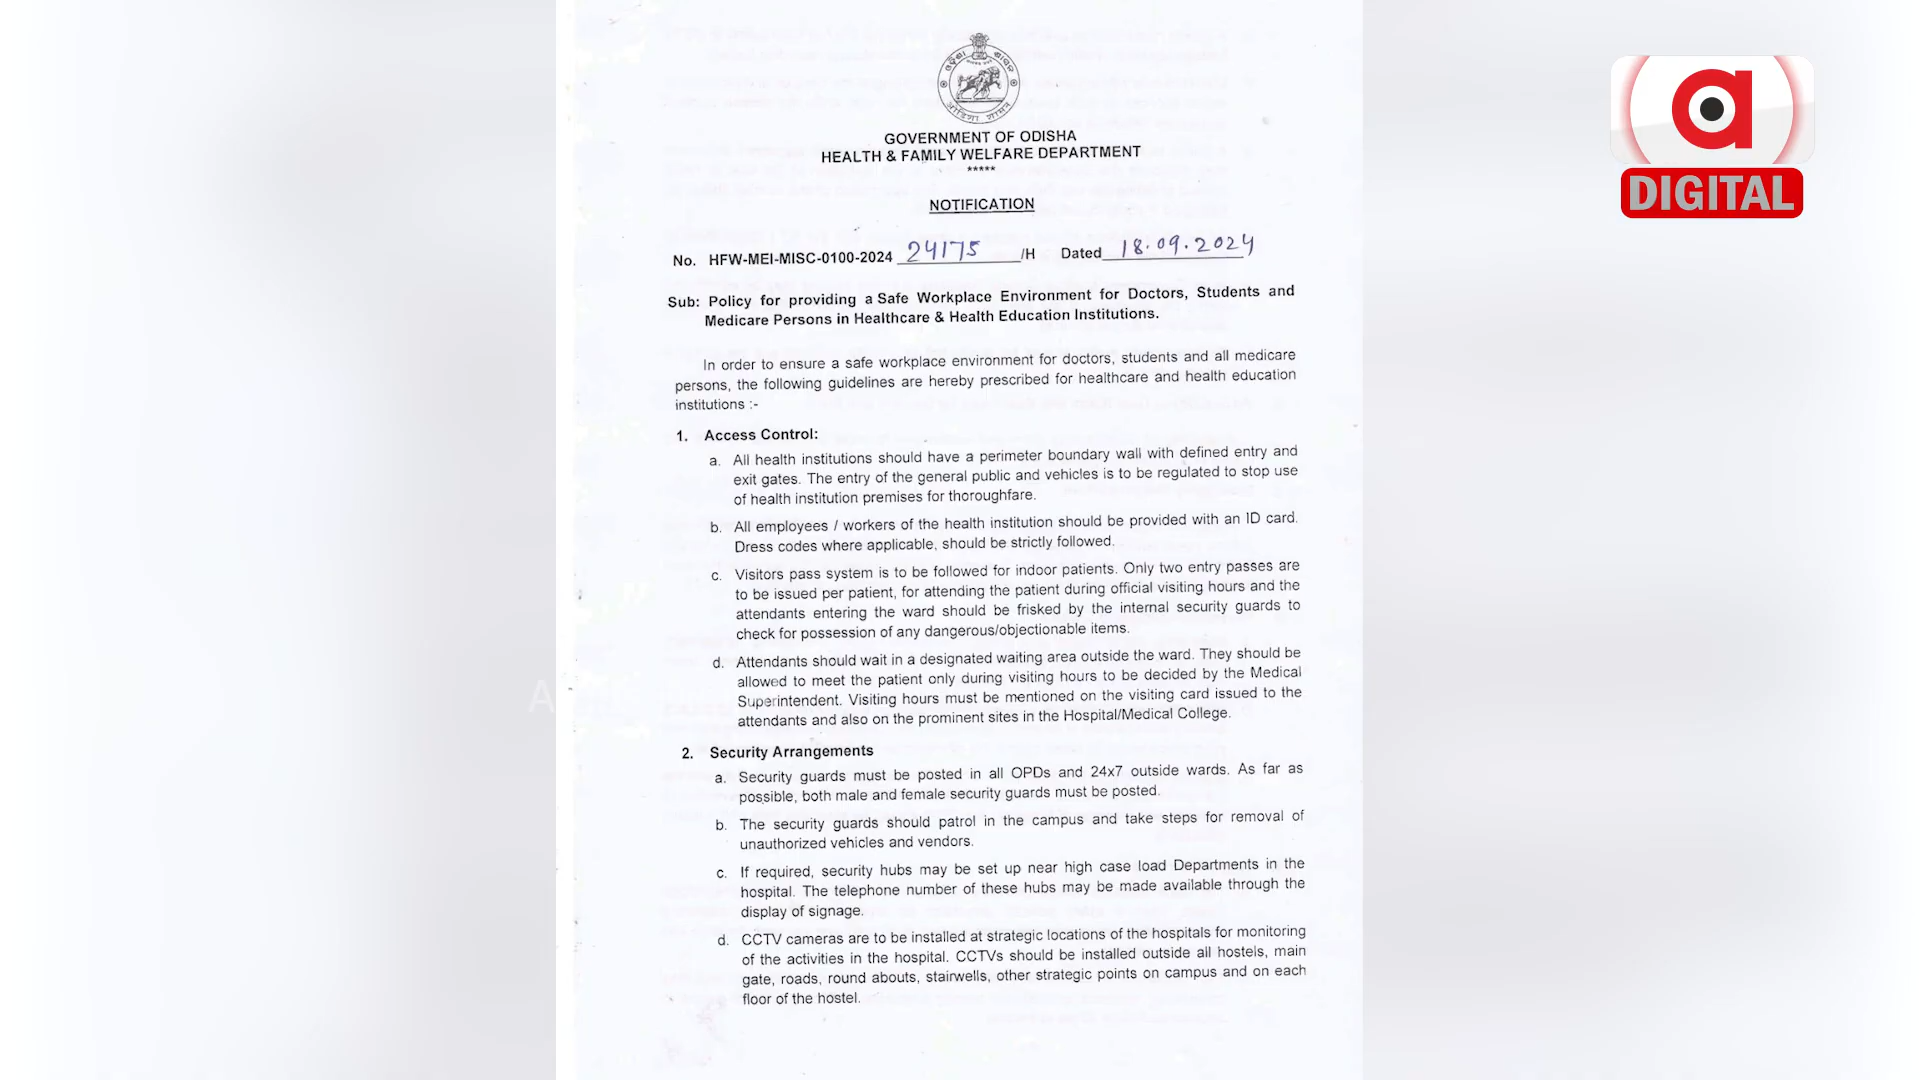 ଓଡ଼ିଶା ଶାସନ
ओडिशा शासन
GOVERNMENT OF ODISHA
HEALTH & FAMILY WELFARE DEPARTMENT
*****
NOTIFICATION
No. HFW-MEI-MISC-0100-2024 24175 /H Dated 18.09.2024
Sub: Policy for providing a Safe Workplace Environment for Doctors, Students and
Medicare Persons in Healthcare & Health Education Institutions.
In order to ensure a safe workplace environment for doctors, students and all medicare
persons, the following guidelines are hereby prescribed for healthcare and health education
institutions :-
1. Access Control:
a. All health institutions should have a perimeter boundary wall with defined entry and
exit gates. The entry of the general public and vehicles is to be regulated to stop use
of health institution premises for thoroughfare.
b. All employees / workers of the health institution should be provided with an ID card.
Dress codes where applicable, should be strictly followed.
c. Visitors pass system is to be followed for indoor patients. Only two entry passes are
to be issued per patient, for attending the patient during official visiting hours and the
attendants entering the ward should be frisked by the internal security guards to
check for possession of any dangerous/objectionable items.
d. Attendants should wait in a designated waiting area outside the ward. They should be
allowed to meet the patient only during visiting hours to be decided by the Medical
Superintendent. Visiting hours must be mentioned on the visiting card issued to the
attendants and also on the prominent sites in the Hospital/Medical College.
2. Security Arrangements
a. Security guards must be posted in all OPDs and 24x7 outside wards. As far as
possible, both male and female security guards must be posted.
b. The security guards should patrol in the campus and take steps for removal of
unauthorized vehicles and vendors.
c. If required, security hubs may be set up near high case load Departments in the
hospital. The telephone number of these hubs may be made available through the
display of signage.
d. CCTV cameras are to be installed at strategic locations of the hospitals for monitoring
of the activities in the hospital. CCTVs should be installed outside all hostels, main
gate, roads, round abouts, stairwells, other strategic points on campus and on each
floor of the hostel.
a
DIGITAL